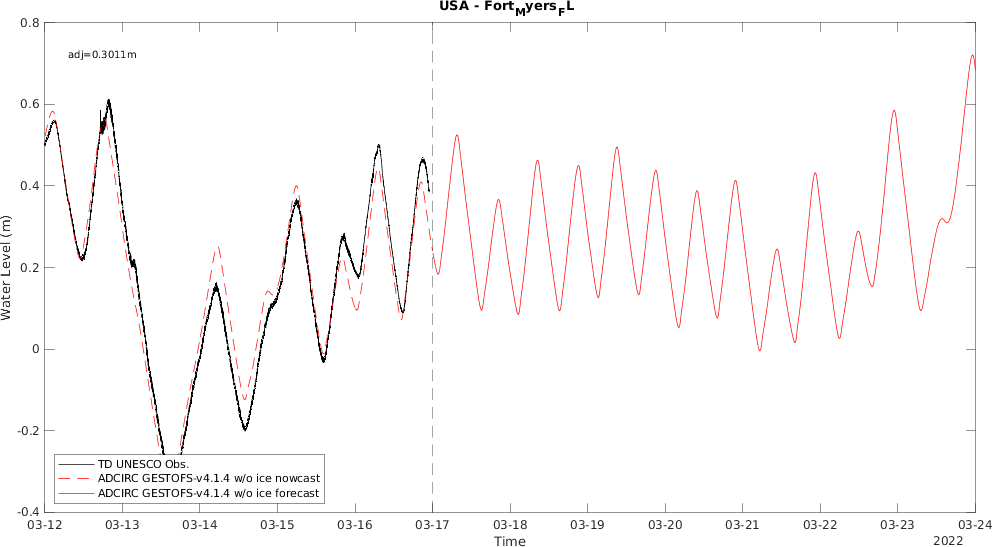 USA - Fort_Myers_FL
adj=0.3011m
0.8
0.6
0.4
0.2
0
-0.2
-0.4
Water Level (m)
TD UNESCO Obs.
ADCIRC GESTOFS-v4.1.4 w/o ice nowcast
ADCIRC GESTOFS-v4.1.4 w/o ice forecast
03-12 03-13 03-14 03-15 03-16 03-17 03-18 03-19 03-20 03-21 03-22 03-23 03-24
Time
2022